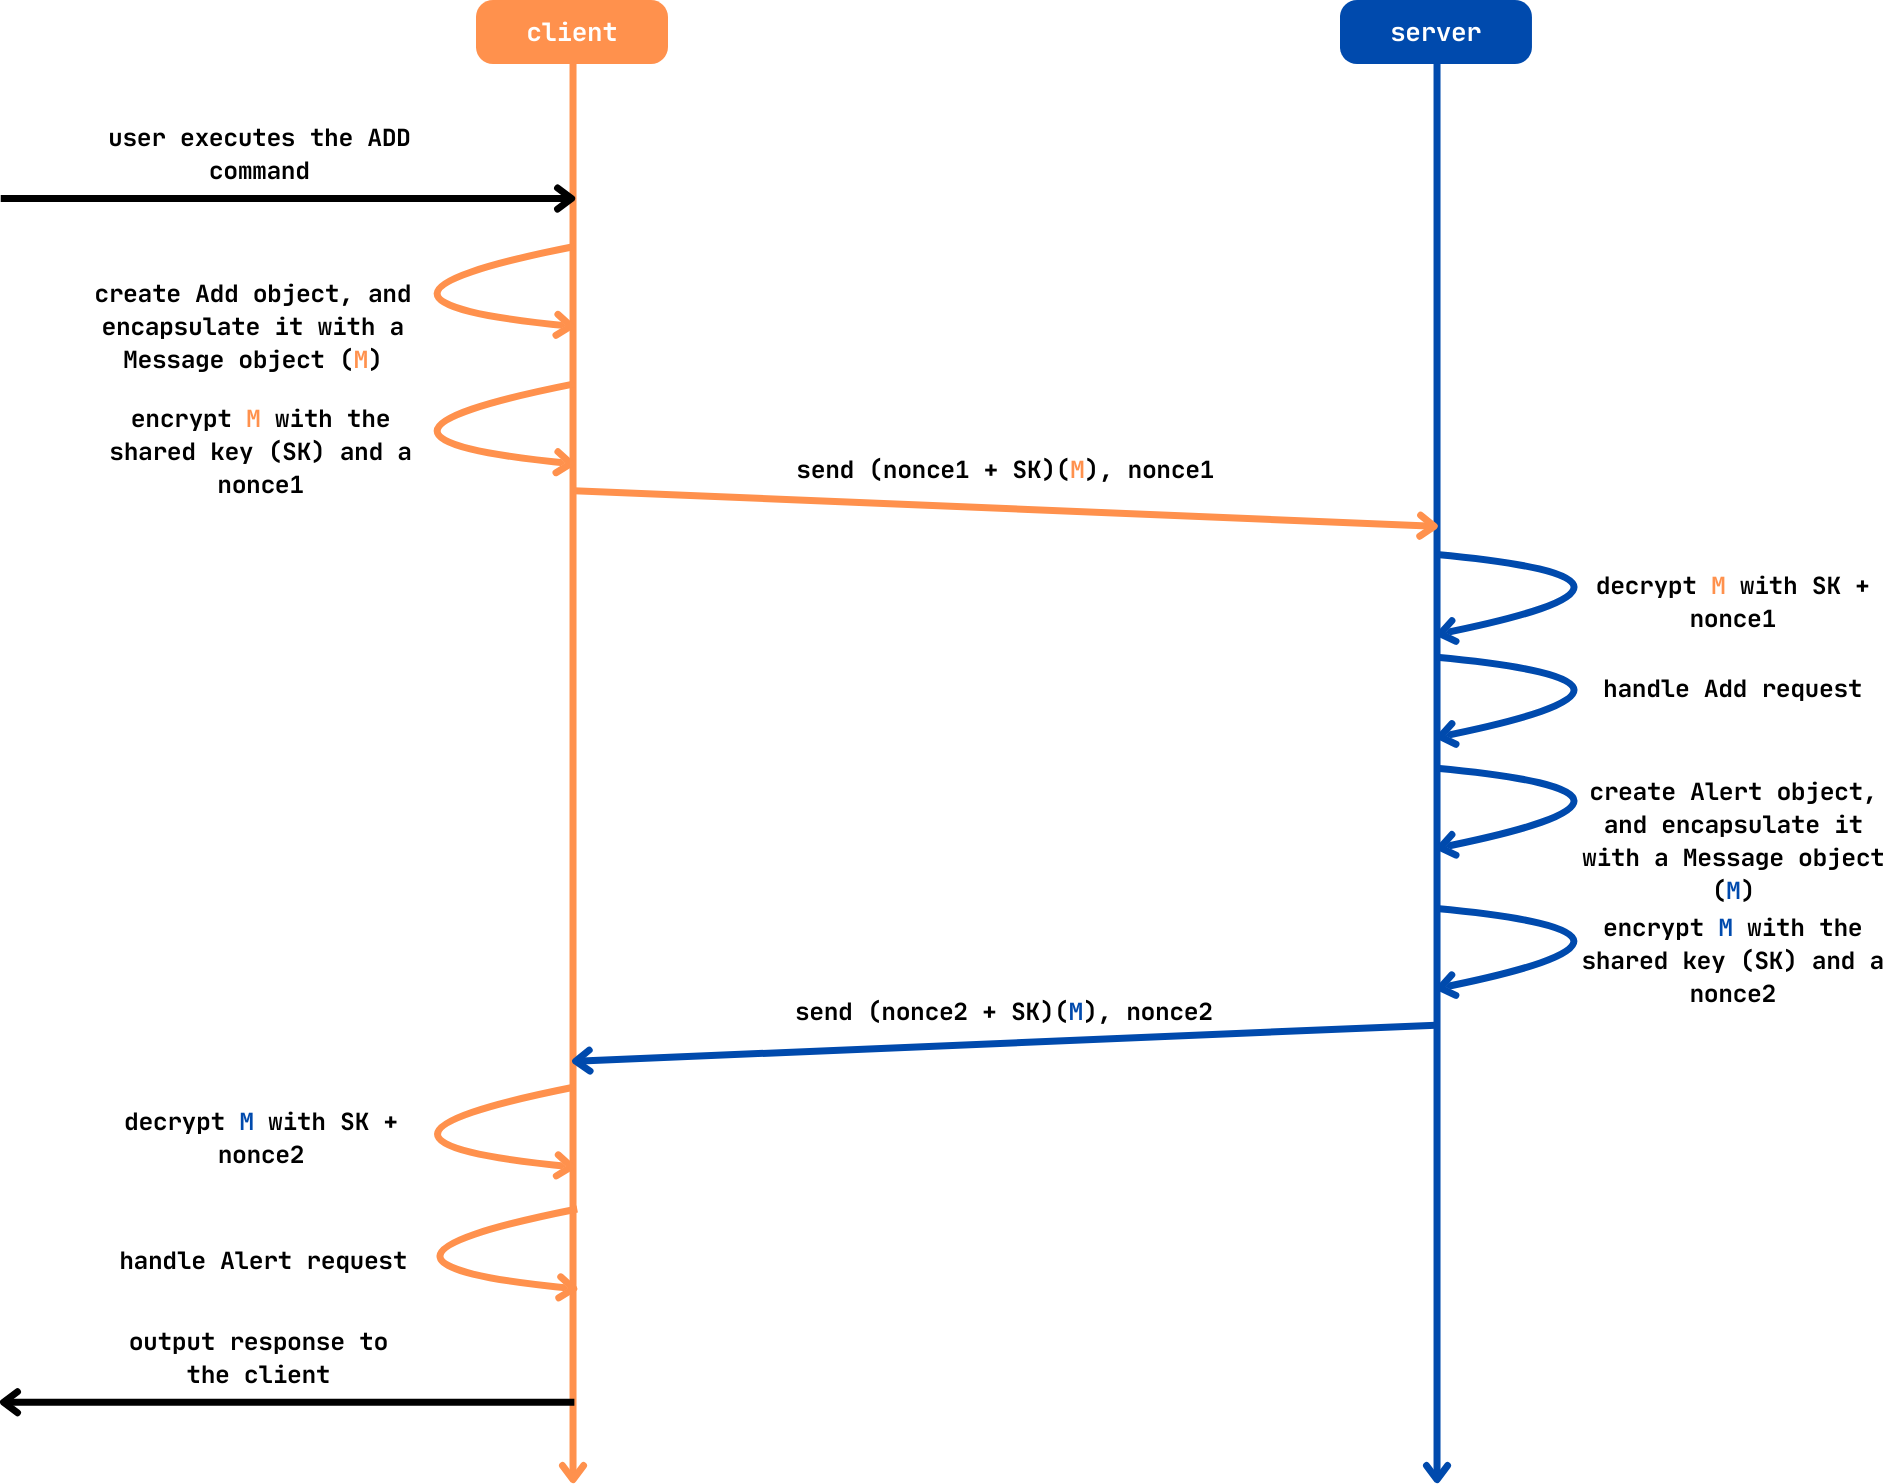 client
server
user executes the ADD
command
create Add object, and
encapsulate it with a
Message object (M)
encrypt M with the
shared key (SK) and a
nonce1
send (nonce1 + SK)(M), nonce1
decrypt M with SK +
nonce1
handle Add request
create Alert object,
and encapsulate it
with a Message object
(M)
encrypt M with the
shared key (SK) and a
nonce2
send (nonce2 + SK)(M), nonce2
decrypt M with SK +
nonce2
handle Alert request
output response to
the client